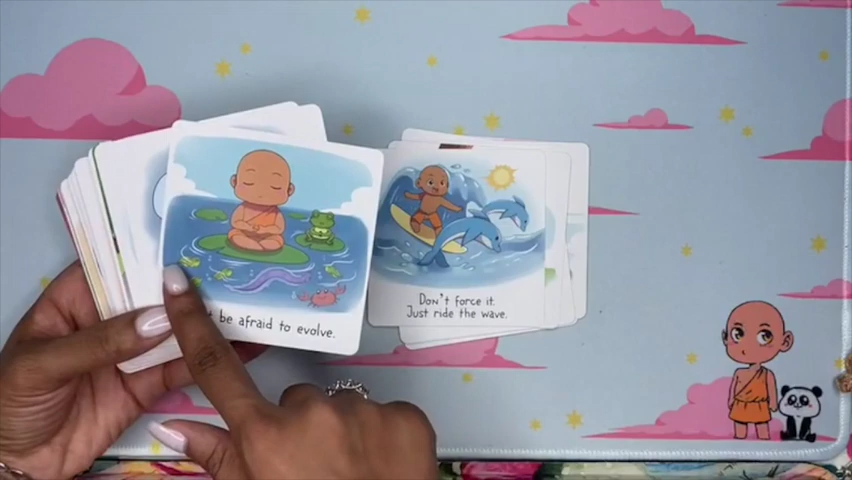 be afraid to evolve.
Don't force it.
Just ride the wave.